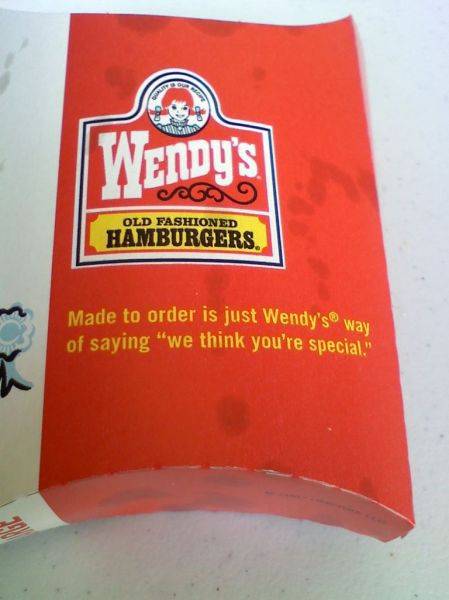 QUALITY IS OUR RECIPE
WENDY'S
OLD FASHIONED
HAMBURGERS.
Made to order is just Wendy's® way
of saying “we think you're special.”